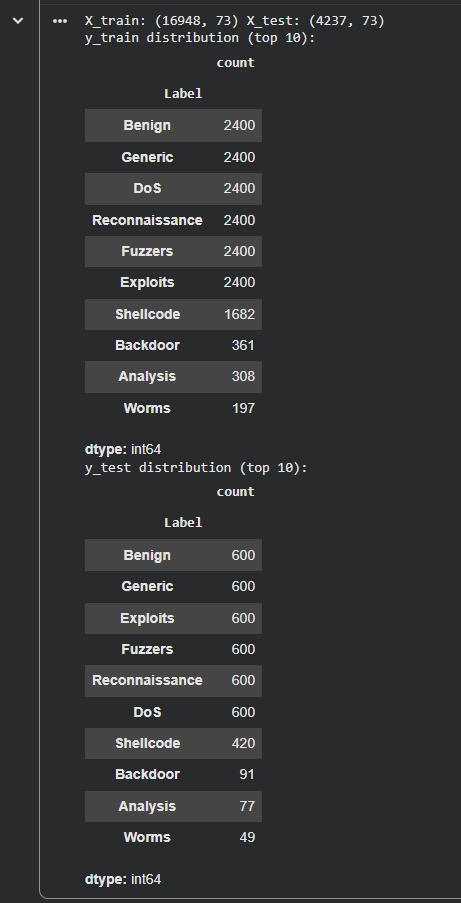 X_train: (16948, 73) X_test: (4237, 73)
y_train distribution (top 10):
count
Label
Benign 2400
Generic 2400
DoS 2400
Reconnaissance 2400
Fuzzers 2400
Exploits 2400
Shellcode 1682
Backdoor 361
Analysis 308
Worms 197
dtype: int64
y_test distribution (top 10):
count
Label
Benign 600
Generic 600
Exploits 600
Fuzzers 600
Reconnaissance 600
DoS 600
Shellcode 420
Backdoor 91
Analysis 77
Worms 49
dtype: int64